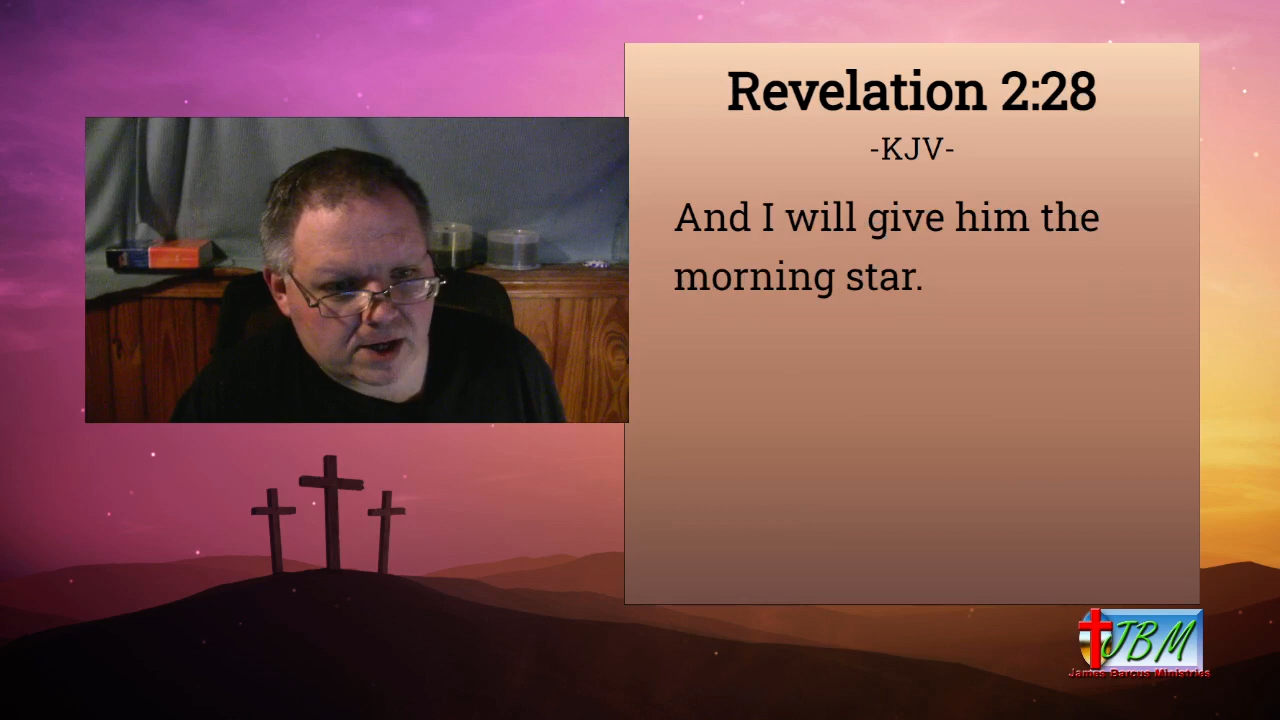 Revelation 2:28
-KJV-
And I will give him the
morning star.
JBM
James Barcus Ministries